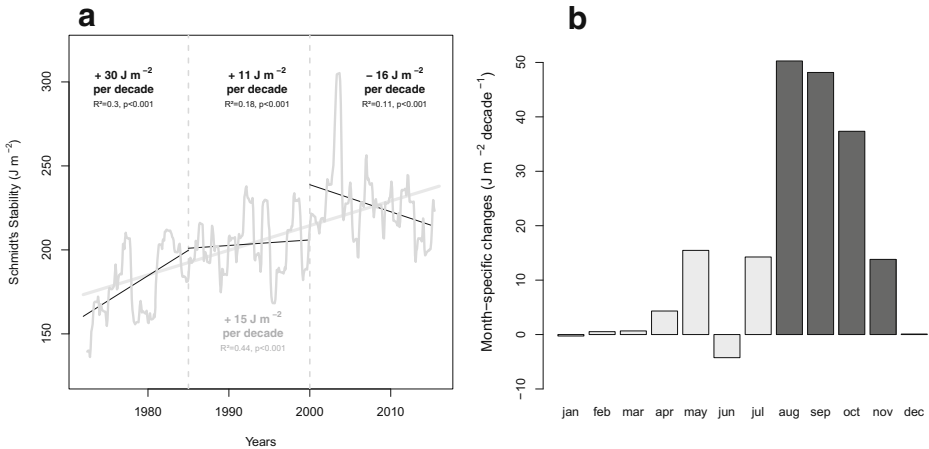 a
+ 30 J m −2
per decade
R²=0.3, p<0.001
+ 11 J m −2
per decade
R²=0.18, p<0.001
− 16 J m −2
per decade
R²=0.11, p<0.001
+ 15 J m −2
per decade
R²=0.44, p<0.001
Schmidt's Stability (J m −2)
300
250
200
150
1980 1990 2000 2010
Years
b
Month−specific changes (J m −2 decade −1)
50
40
30
20
10
0
−10
jan feb mar apr may jun jul aug sep oct nov dec